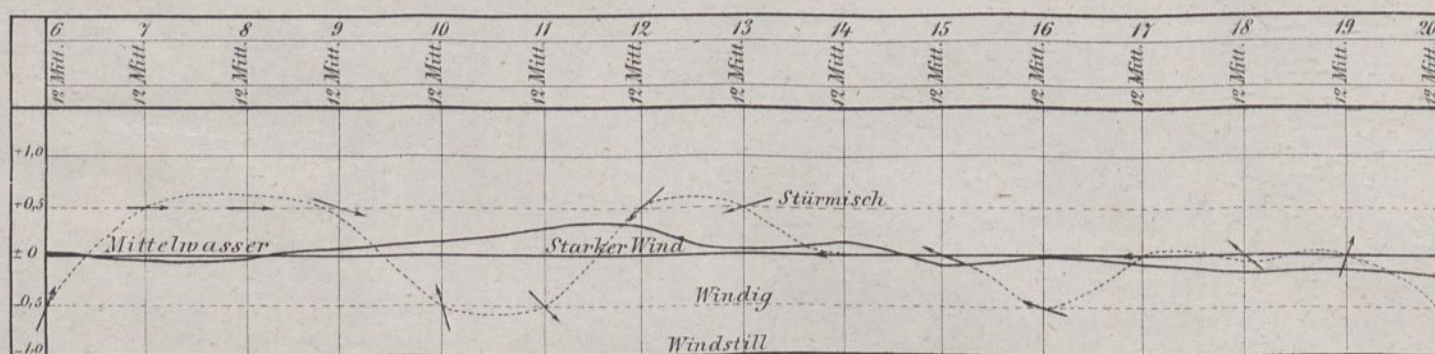 6 7 8 9 10 11 12 13 14 15 16 17 18 19 20
12 Mitt. 12 Mitt. 12 Mitt. 12 Mitt. 12 Mitt. 12 Mitt. 12 Mitt. 12 Mitt. 12 Mitt. 12 Mitt. 12 Mitt. 12 Mitt. 12 Mitt. 12 Mitt. 12 Mitt.
+1,0
+0,5 Stürmisch
± 0 Mittelwasser Starker Wind
-0,5 Windig
-1,0 Windstill